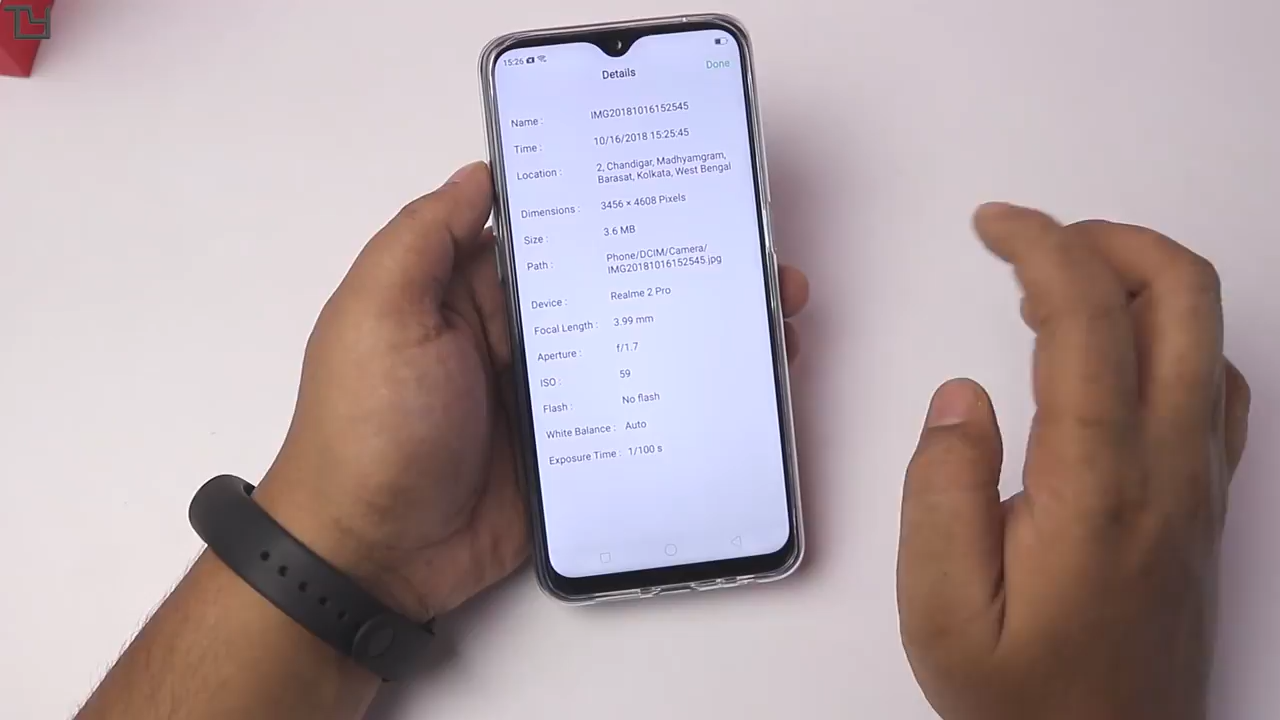 TY
15:26
Details
Done
Name : IMG20181016152545
Time : 10/16/2018 15:25:45
Location : 2, Chandigar, Madhyamgram,
Barasat, Kolkata, West Bengal
Dimensions : 3456 × 4608 Pixels
Size : 3.6 MB
Path : Phone/DCIM/Camera/
IMG20181016152545.jpg
Device : Realme 2 Pro
Focal Length : 3.99 mm
Aperture : f/1.7
ISO : 59
Flash : No flash
White Balance : Auto
Exposure Time : 1/100 s